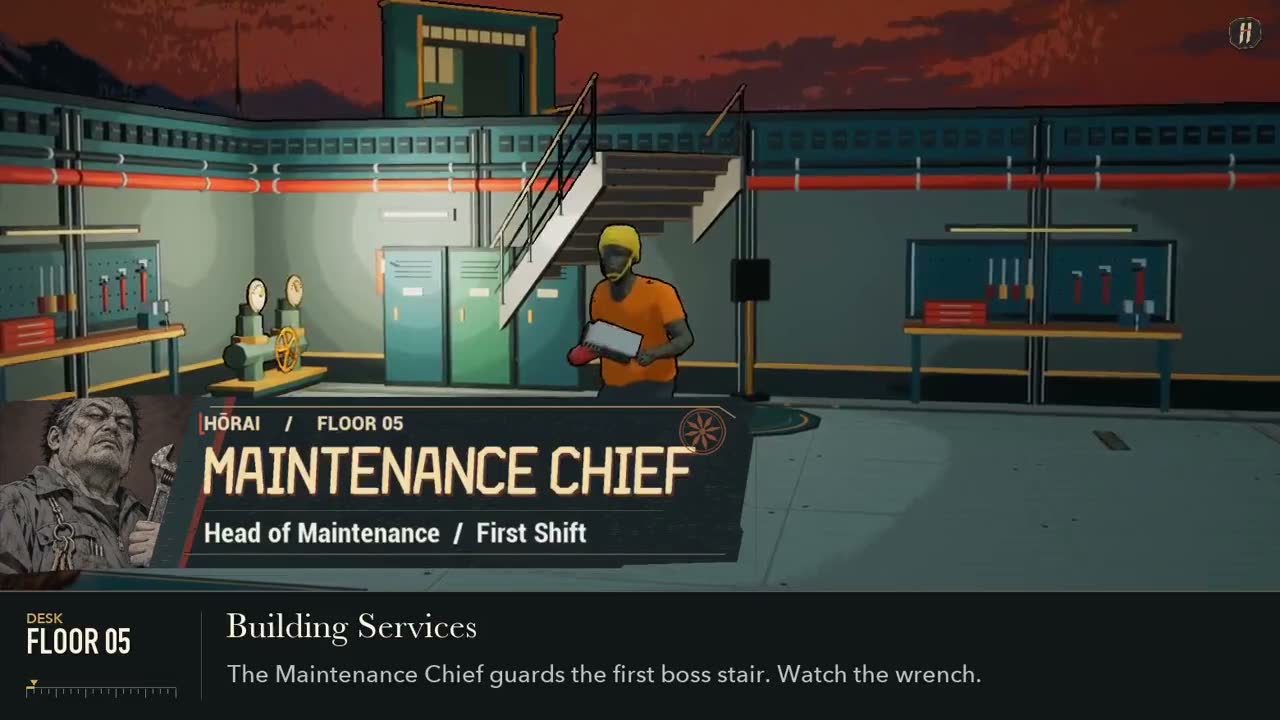 HŌRAI / FLOOR 05
MAINTENANCE CHIEF
Head of Maintenance / First Shift
DESK
FLOOR 05
Building Services
The Maintenance Chief guards the first boss stair. Watch the wrench.